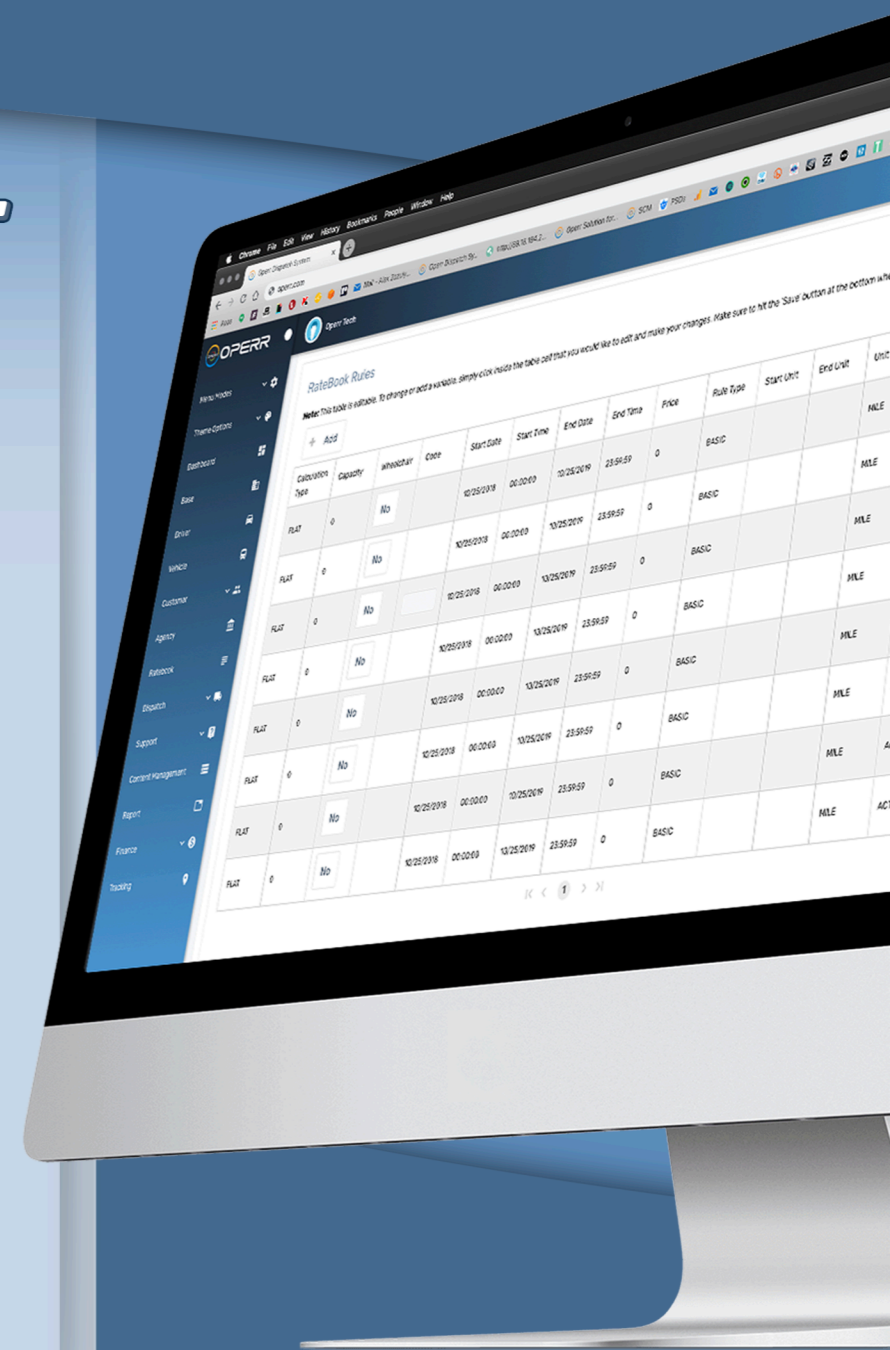 Chrome File Edit View History Bookmarks People Window Help
Operr Dispatch System
operr.com
Apps Operr Dispatch Sy... Operr Solution for... SCM PSDs
OPERR
Operr Tech
Menu Modes
Theme Options
Dashboard
Base
Driver
Vehicle
Customer
Agency
Ratebook
Dispatch
Support
Content Management
Report
Finance
Tracking
RateBook Rules
Note: This table is editable. To change or add a variable, simply click inside the table cell that you would like to edit and make your changes. Make sure to hit the 'Save' button at the bottom whe
+ Add
Calculation Type Capacity Wheelchair Code Start Date Start Time End Date End Time Price Rule Type Start Unit End Unit Unit
FLAT 0 No 10/25/2018 00:00:00 10/25/2019 23:59:59 0 BASIC MILE
FLAT 0 No 10/25/2018 00:00:00 10/25/2019 23:59:59 0 BASIC MILE
FLAT 0 No 10/25/2018 00:00:00 10/25/2019 23:59:59 0 BASIC MILE
FLAT 0 No 10/25/2018 00:00:00 10/25/2019 23:59:59 0 BASIC MILE
FLAT 0 No 10/25/2018 00:00:00 10/25/2019 23:59:59 0 BASIC MILE
FLAT 0 No 10/25/2018 00:00:00 10/25/2019 23:59:59 0 BASIC MILE
FLAT 0 No 10/25/2018 00:00:00 10/25/2019 23:59:59 0 BASIC MILE
FLAT 0 No 10/25/2018 00:00:00 10/25/2019 23:59:59 0 BASIC MILE
1